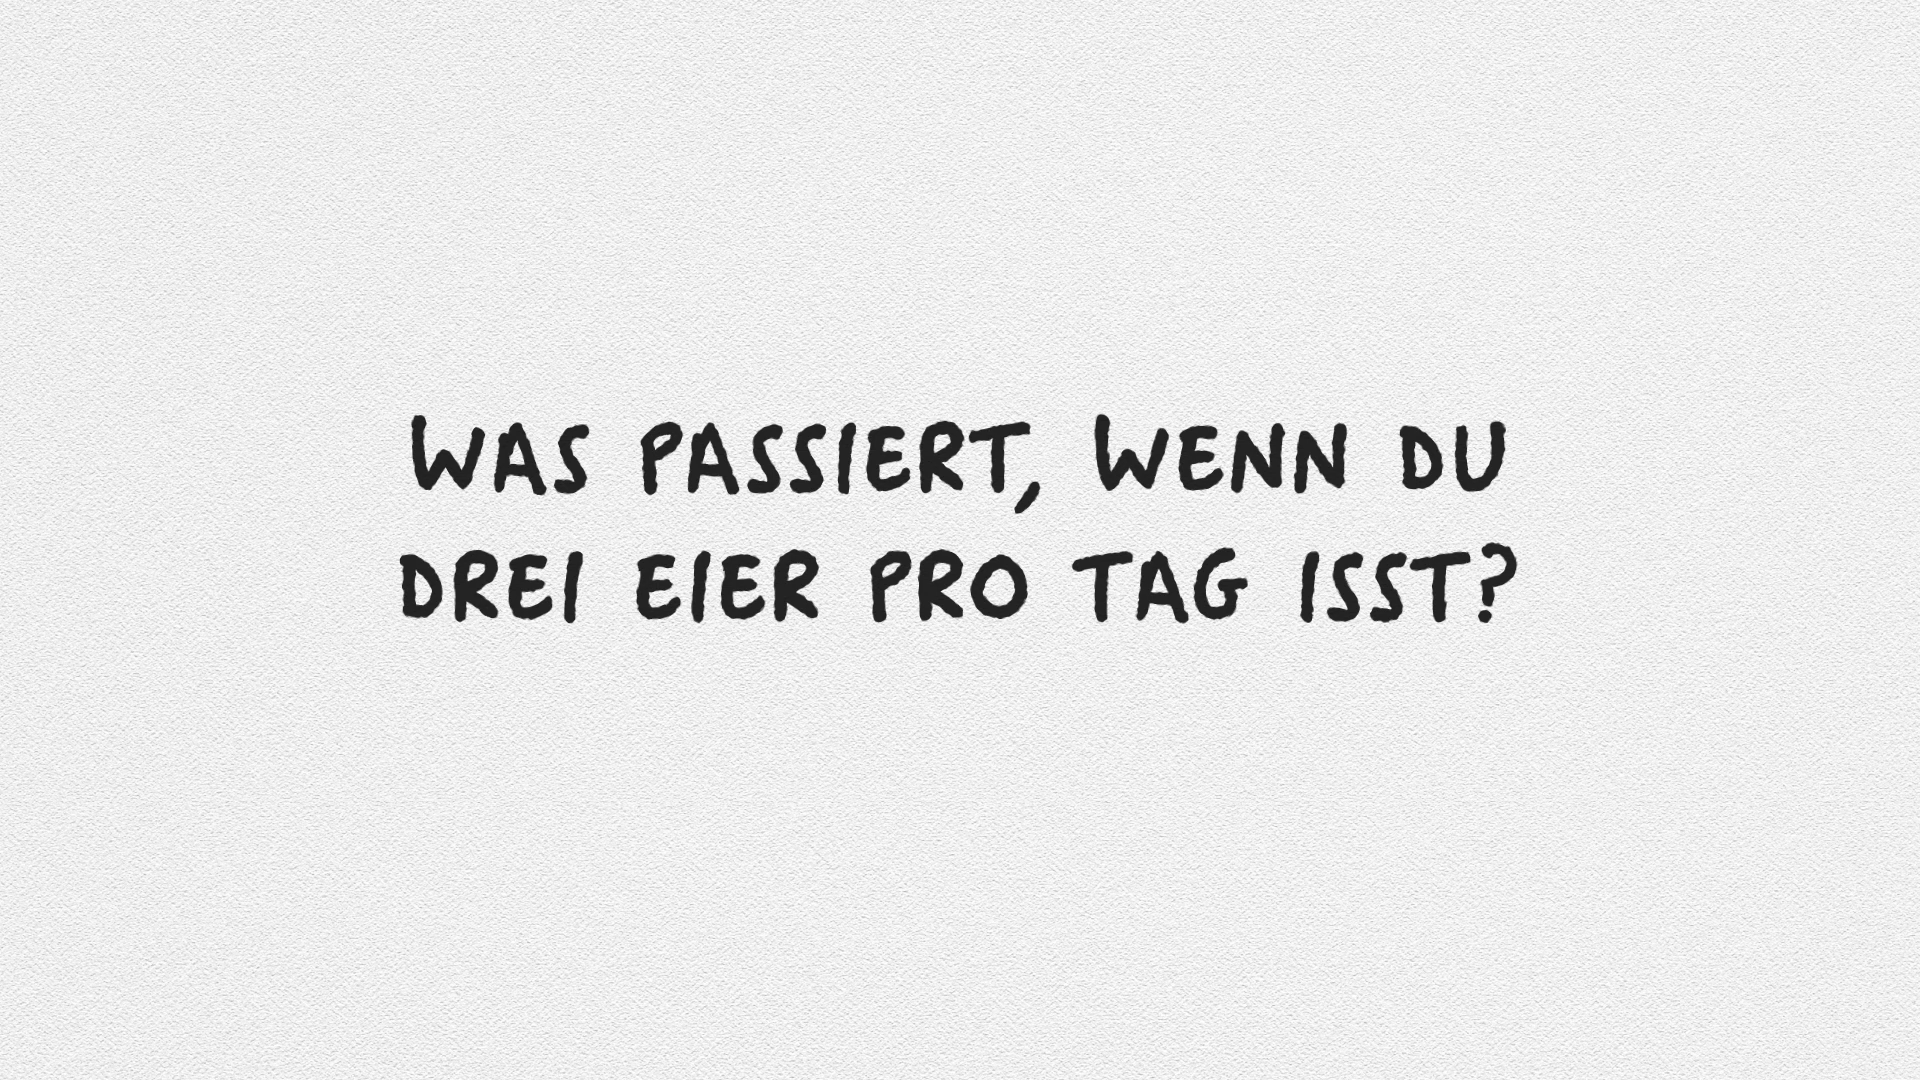 WAS PASSIERT, WENN DU
DREI EIER PRO TAG ISST?